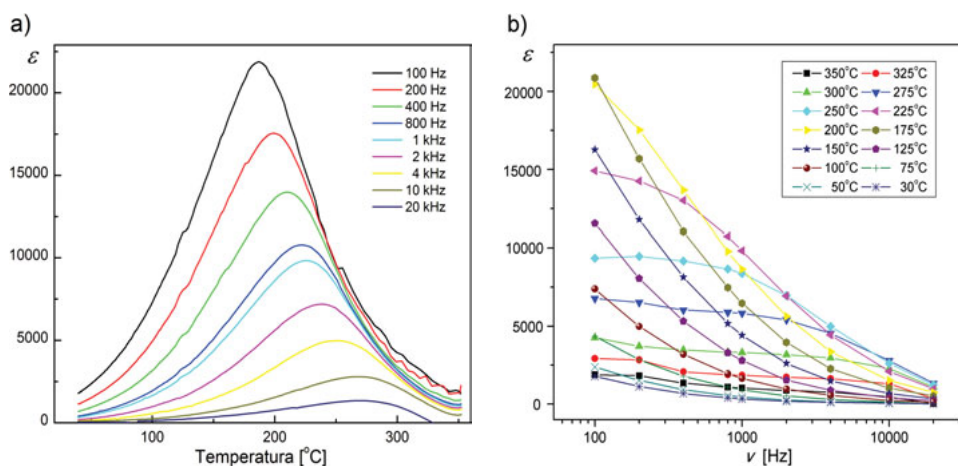 a)
ε
20000
15000
10000
5000
0
100 200 300
Temperatura [°C]
100 Hz
200 Hz
400 Hz
800 Hz
1 kHz
2 kHz
4 kHz
10 kHz
20 kHz
b)
ε
20000
15000
10000
5000
0
100 1000 10000
ν [Hz]
350°C 325°C
300°C 275°C
250°C 225°C
200°C 175°C
150°C 125°C
100°C 75°C
50°C 30°C